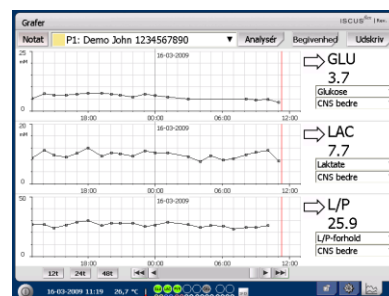 Grafer
ISCUS
Notat P1: Demo John 1234567890 Analysér Begivenhed Udskriv
25 16-03-2009 GLU
mM 3.7
Glukose
0 CNS bedre
18:00 00:00 06:00 12:00
20 16-03-2009 LAC
mM 7.7
Laktate
0 CNS bedre
18:00 00:00 06:00 12:00
50 16-03-2009 L/P
25.9
L/P-forhold
0 CNS bedre
18:00 00:00 06:00 12:00
12t 24t 48t
16-03-2009 11:19 26,7 °C